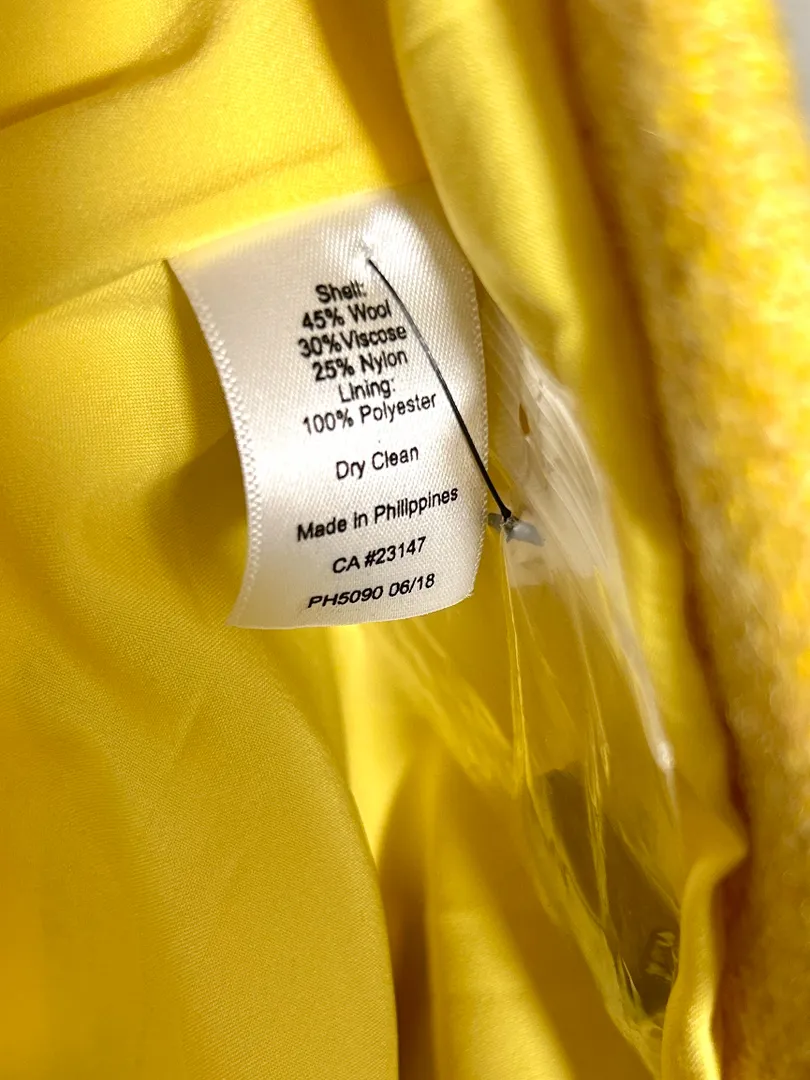 Shell:
45% Wool
30% Viscose
25% Nylon
Lining:
100% Polyester
Dry Clean
Made in Philippines
CA #23147
PH5090 06/18